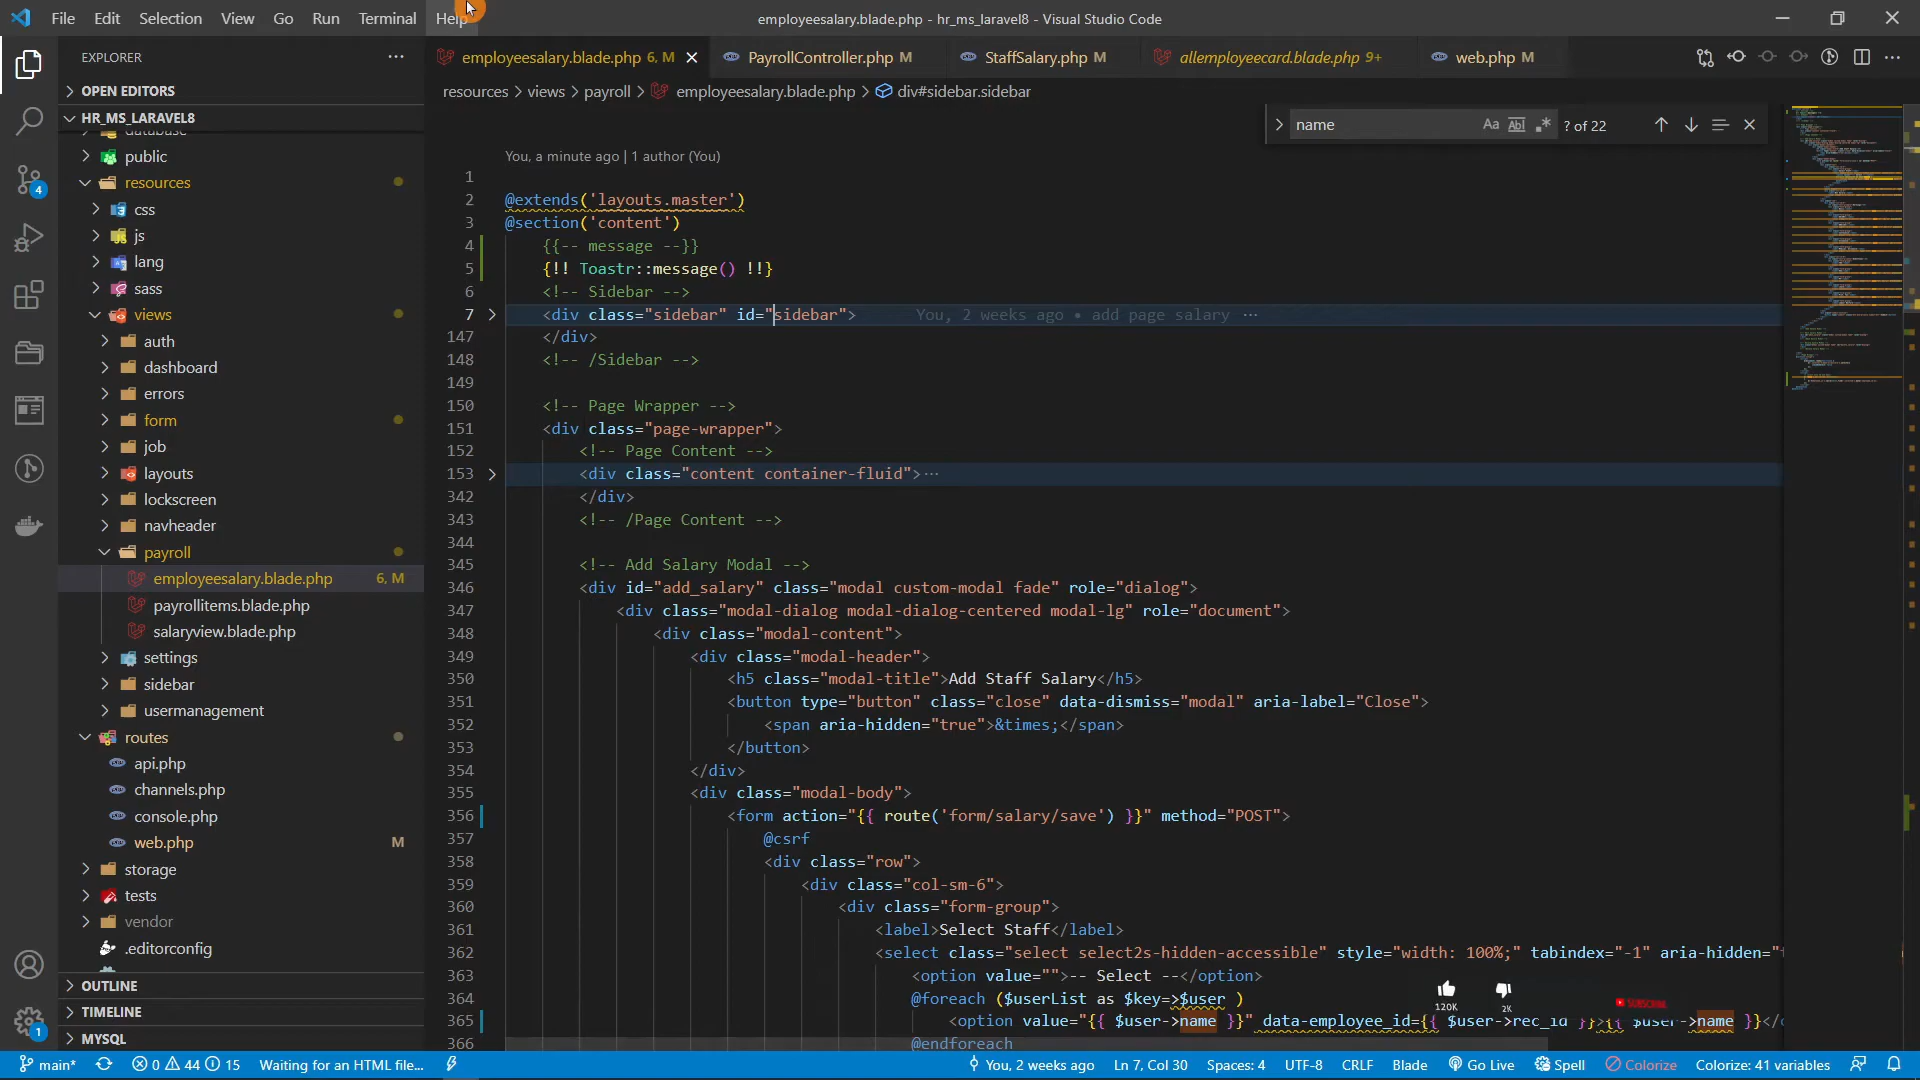 File Edit Selection View Go Run Terminal Help
employeesalary.blade.php - hr_ms_laravel8 - Visual Studio Code
EXPLORER
employeesalary.blade.php 6, M
PayrollController.php M
StaffSalary.php M
allemployeecard.blade.php 9+
web.php M
OPEN EDITORS
resources > views > payroll > employeesalary.blade.php > div#sidebar.sidebar
HR_MS_LARAVEL8
name
Aa
Abl
.*
? of 22
database
public
resources
css
js
lang
sass
views
auth
dashboard
errors
form
job
layouts
lockscreen
navheader
payroll
employeesalary.blade.php 6, M
payrollitems.blade.php
salaryview.blade.php
settings
sidebar
usermanagement
routes
api.php
channels.php
console.php
web.php M
storage
tests
vendor
.editorconfig
OUTLINE
TIMELINE
MYSQL
4
1
You, a minute ago | 1 author (You)
1
2 @extends('layouts.master')
3 @section('content')
4 {{-- message --}}
5 {!! Toastr::message() !!}
6 <!-- Sidebar -->
7 <div class="sidebar" id="sidebar"> You, 2 weeks ago • add page salary ···
147 </div>
148 <!-- /Sidebar -->
149
150 <!-- Page Wrapper -->
151 <div class="page-wrapper">
152 <!-- Page Content -->
153 <div class="content container-fluid">···
342 </div>
343 <!-- /Page Content -->
344
345 <!-- Add Salary Modal -->
346 <div id="add_salary" class="modal custom-modal fade" role="dialog">
347 <div class="modal-dialog modal-dialog-centered modal-lg" role="document">
348 <div class="modal-content">
349 <div class="modal-header">
350 <h5 class="modal-title">Add Staff Salary</h5>
351 <button type="button" class="close" data-dismiss="modal" aria-label="Close">
352 <span aria-hidden="true">&times;</span>
353 </button>
354 </div>
355 <div class="modal-body">
356 <form action="{{ route('form/salary/save') }}" method="POST">
357 @csrf
358 <div class="row">
359 <div class="col-sm-6">
360 <div class="form-group">
361 <label>Select Staff</label>
362 <select class="select select2s-hidden-accessible" style="width: 100%;" tabindex="-1" aria-hidden="t
363 <option value="">-- Select --</option>
364 @foreach ($userList as $key=>$user )
365 <option value="{{ $user->name }}" data-employee_id={{ $user->rec_id }}>{{ $user->name }}</o
366 @endforeach
120K
2K
SUBSCRIBE
main*
0 44 15
Waiting for an HTML file...
You, 2 weeks ago
Ln 7, Col 30
Spaces: 4
UTF-8
CRLF
Blade
Go Live
Spell
Colorize
Colorize: 41 variables